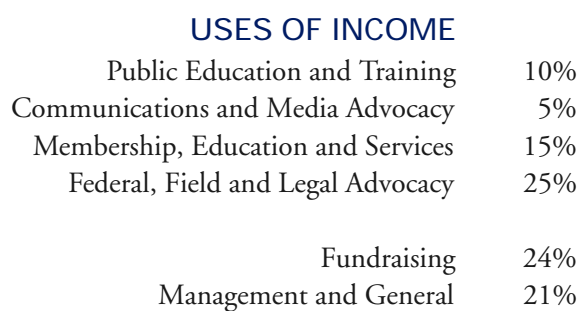 USES OF INCOME
Public Education and Training 10%
Communications and Media Advocacy 5%
Membership, Education and Services 15%
Federal, Field and Legal Advocacy 25%
Fundraising 24%
Management and General 21%